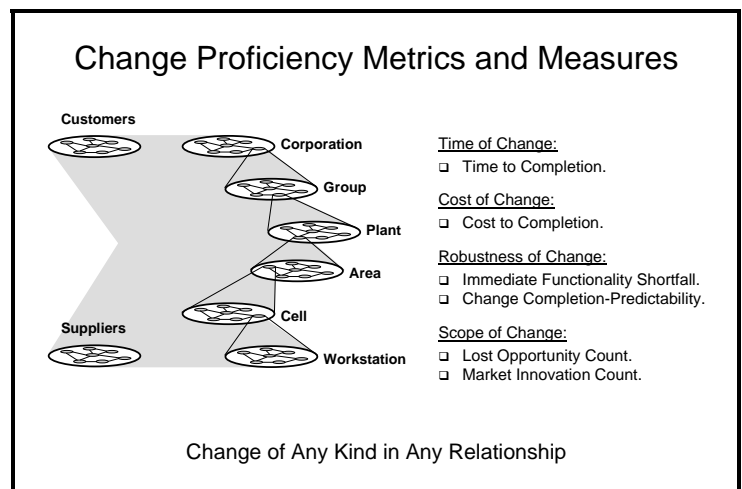 Change Proficiency Metrics and Measures
Customers
Corporation
Group
Plant
Area
Cell
Suppliers
Workstation
Time of Change:
❑ Time to Completion.
Cost of Change:
❑ Cost to Completion.
Robustness of Change:
❑ Immediate Functionality Shortfall.
❑ Change Completion-Predictability.
Scope of Change:
❑ Lost Opportunity Count.
❑ Market Innovation Count.
Change of Any Kind in Any Relationship